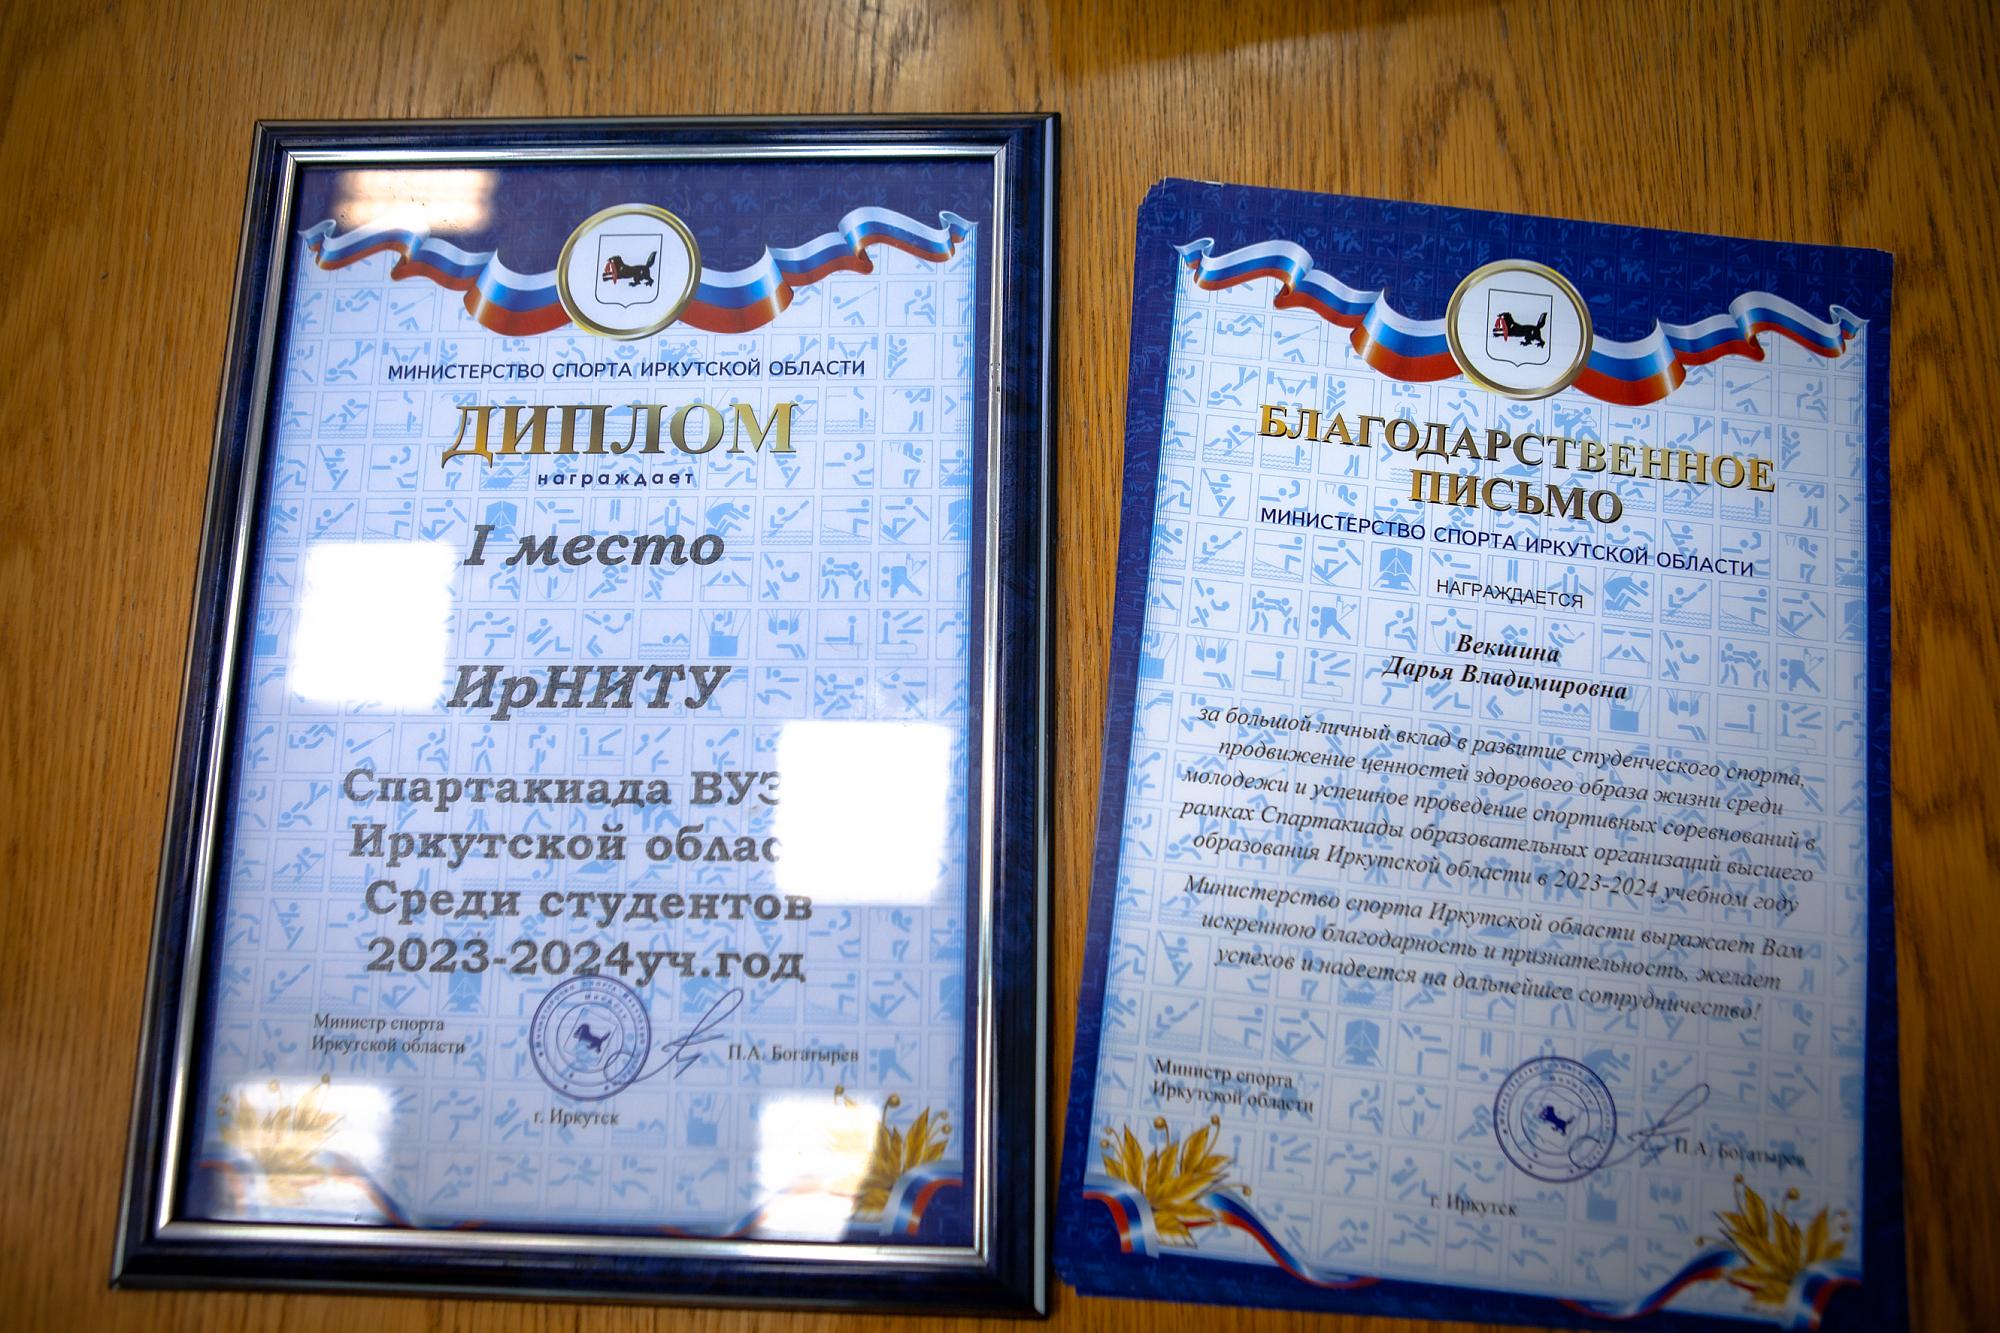 МИНИСТЕРСТВО СПОРТА ИРКУТСКОЙ ОБЛАСТИ
ДИПЛОМ
награждает
I место
ИрНИТУ
Спартакиада
Иркутской
Среди студентов
2023-2024уч.год
Министр спорта
Иркутской области
П.А. Богатырев
г. Иркутск
БЛАГОДАРСТВЕННОЕ
ПИСЬМО
МИНИСТЕРСТВО СПОРТА ИРКУТСКОЙ ОБЛАСТИ
НАГРАЖДАЕТСЯ
Векшина
Дарья Владимировна
за большой личный вклад в развитие студенческого спорта,
продвижение ценностей здорового образа жизни среди
молодежи и успешное проведение спортивных соревнований в
рамках Спартакиады образовательных организаций высшего
образования Иркутской области в 2023-2024 учебном году
Министерство спорта Иркутской области выражает Вам
искреннюю благодарность и признательность, желает
успехов и надеется на дальнейшее сотрудничество!
Министр спорта
Иркутской области
П.А. Богатырев
г. Иркутск